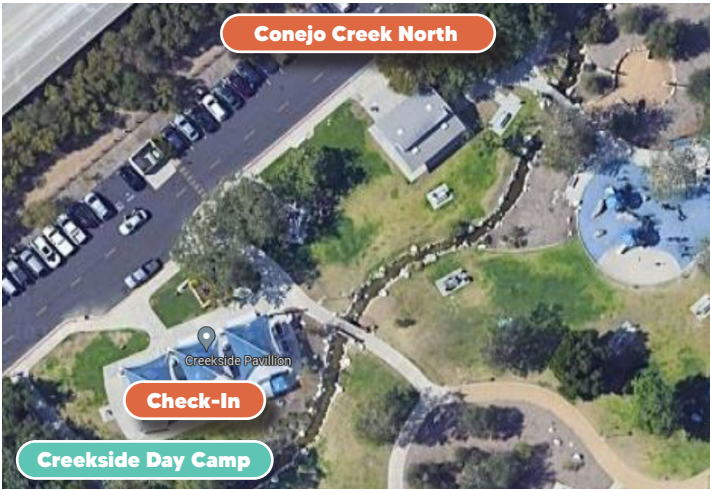 Conejo Creek North
Creekside Pavillion
Check-In
Creekside Day Camp